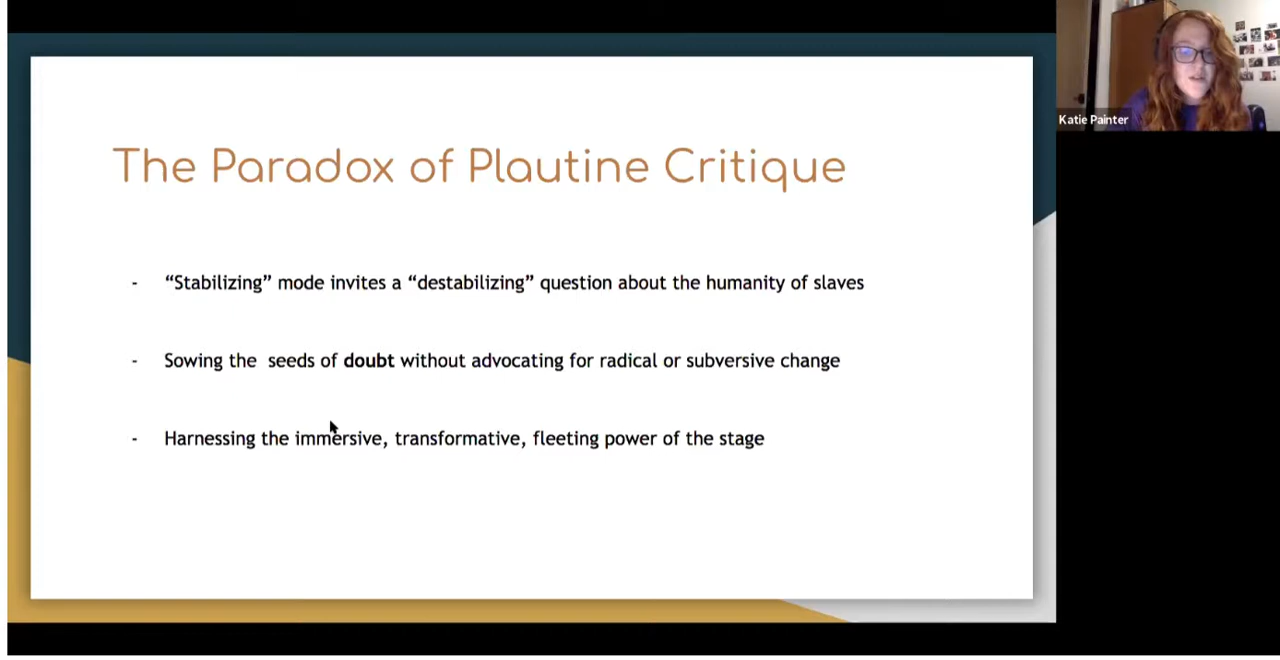 The Paradox of Plautine Critique
- “Stabilizing” mode invites a “destabilizing” question about the humanity of slaves
- Sowing the seeds of doubt without advocating for radical or subversive change
- Harnessing the immersive, transformative, fleeting power of the stage
Katie Painter